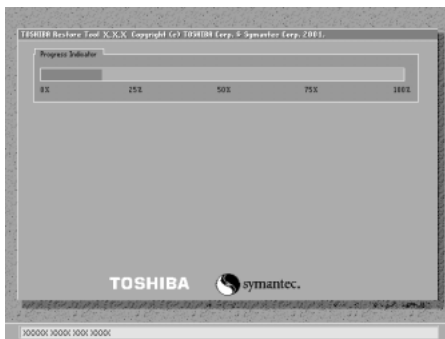 TOSHIBA Restore Tool X.X.X Copyright (c) TOSHIBA Corp. & Symantec Corp. 2001.
Progress Indicator
0% 25% 50% 75% 100%
TOSHIBA symantec.
XXXXX XXXX XXX XXXX